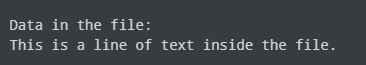 Data in the file:
This is a line of text inside the file.